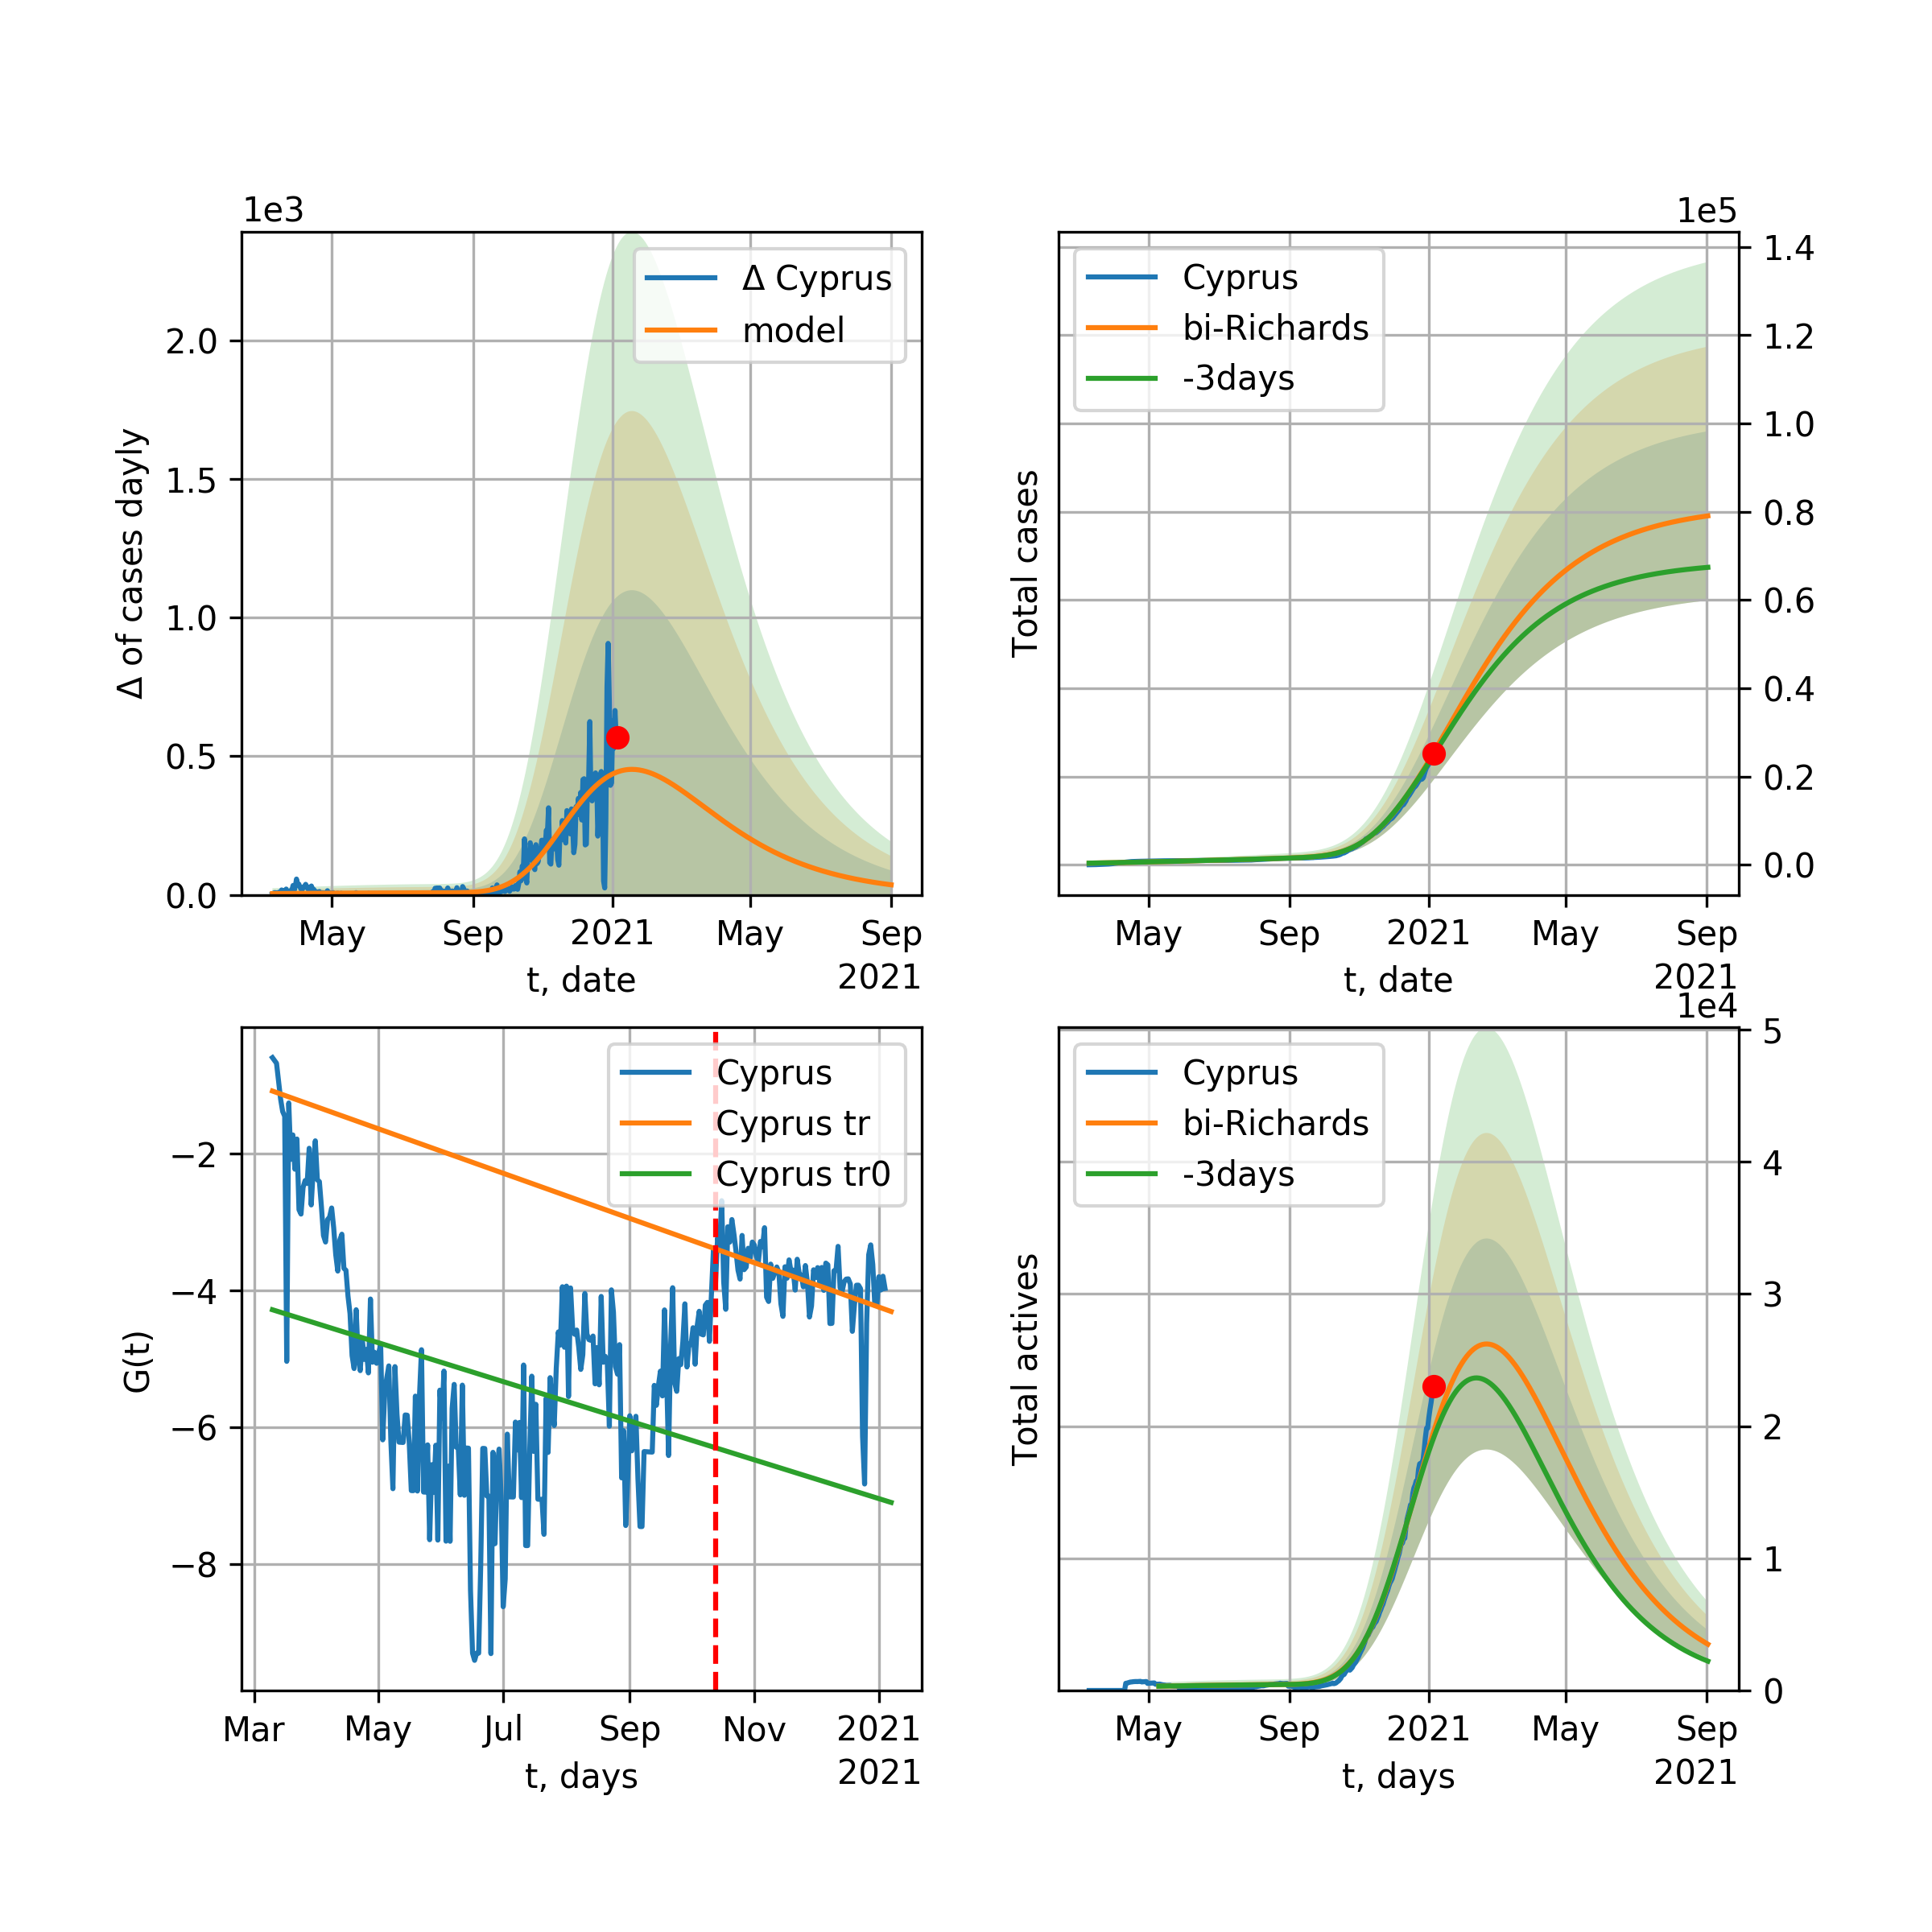 1e3
Δ of cases dayly
2.0
1.5
1.0
0.5
0.0
Δ Cyprus
model
May Sep 2021 May Sep
2021
t, date
1e5
Total cases
Cyprus
bi-Richards
-3days
1.4
1.2
1.0
0.8
0.6
0.4
0.2
0.0
May Sep 2021 May Sep
2021
t, date
G(t)
−2
−4
−6
−8
Cyprus
Cyprus tr
Cyprus tr0
Mar May Jul Sep Nov 2021
2021
t, days
1e4
Total actives
Cyprus
bi-Richards
-3days
5
4
3
2
1
0
May Sep 2021 May Sep
2021
t, days